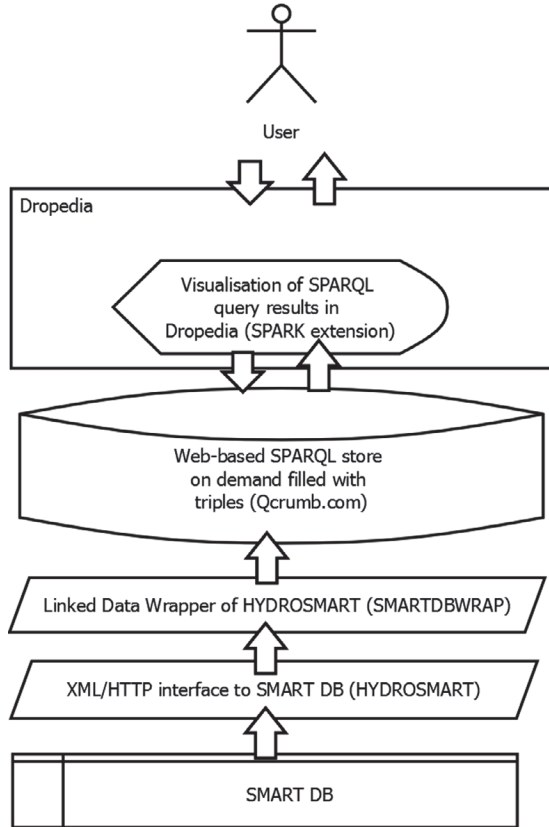 User
Dropedia
Visualisation of SPARQL
query results in
Dropedia (SPARK extension)
Web-based SPARQL store
on demand filled with
triples (Qcrumb.com)
Linked Data Wrapper of HYDROSMART (SMARTDBWRAP)
XML/HTTP interface to SMART DB (HYDROSMART)
SMART DB